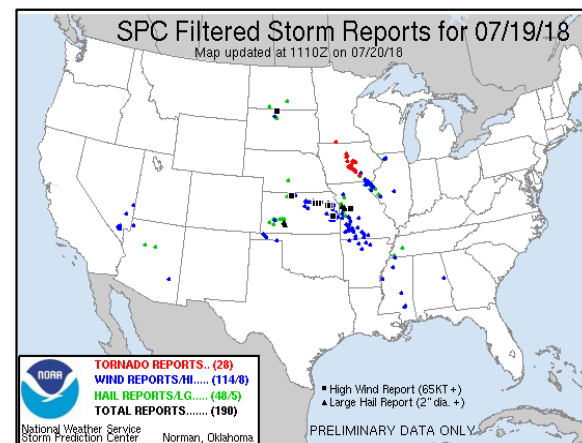 SPC Filtered Storm Reports for 07/19/18
Map updated at 1110Z on 07/20/18
NOAA
TORNADO REPORTS.. (28)
WIND REPORTS/HI..... (114/8)
HAIL REPORTS/LG..... (48/5)
TOTAL REPORTS....... (190)
National Weather Service
Storm Prediction Center Norman, Oklahoma
■ High Wind Report (65KT +)
▲ Large Hail Report (2" dia. +)
PRELIMINARY DATA ONLY